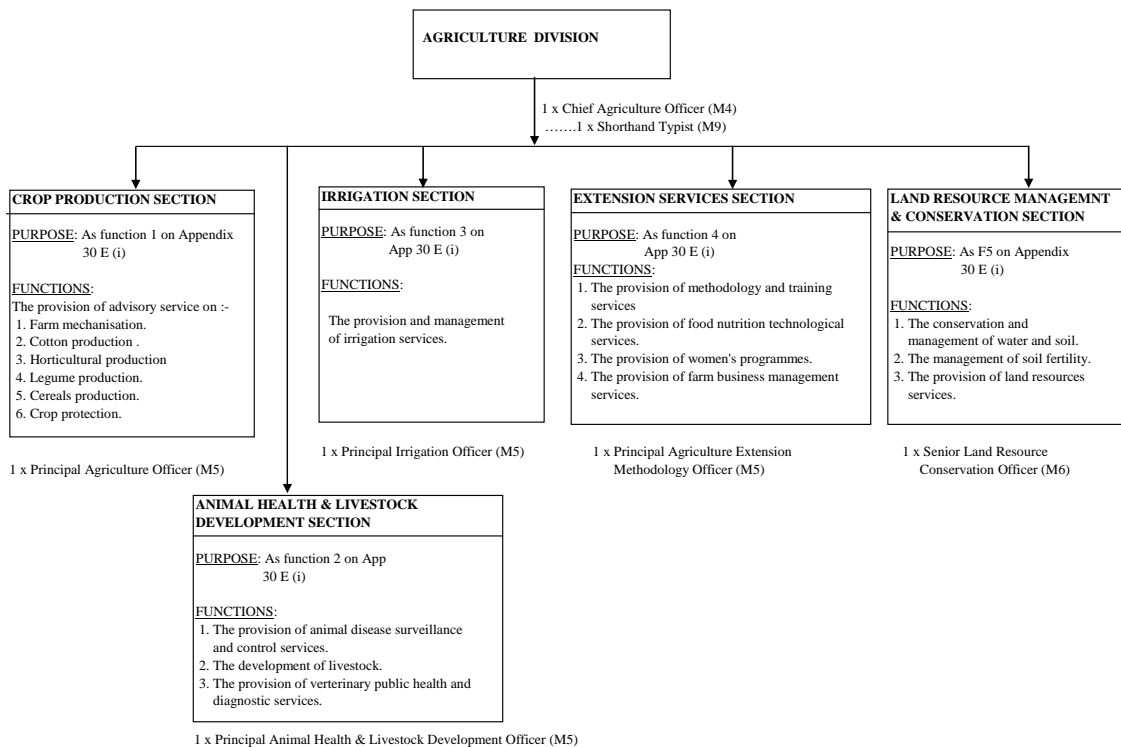 AGRICULTURE DIVISION
1 x Chief Agriculture Officer (M4)
…….1 x Shorthand Typist (M9)
CROP PRODUCTION SECTION
PURPOSE: As function 1 on Appendix
30 E (i)
FUNCTIONS:
The provision of advisory service on :-
1. Farm mechanisation.
2. Cotton production .
3. Horticultural production
4. Legume production.
5. Cereals production.
6. Crop protection.
1 x Principal Agriculture Officer (M5)
IRRIGATION SECTION
PURPOSE: As function 3 on
App 30 E (i)
FUNCTIONS:
The provision and management
of irrigation services.
1 x Principal Irrigation Officer (M5)
EXTENSION SERVICES SECTION
PURPOSE: As function 4 on
App 30 E (i)
FUNCTIONS:
1. The provision of methodology and training
services
2. The provision of food nutrition technological
services.
3. The provision of women's programmes.
4. The provision of farm business management
services.
1 x Principal Agriculture Extension
Methodology Officer (M5)
LAND RESOURCE MANAGEMNT
& CONSERVATION SECTION
PURPOSE: As F5 on Appendix
30 E (i)
FUNCTIONS:
1. The conservation and
management of water and soil.
2. The management of soil fertility.
3. The provision of land resources
services.
1 x Senior Land Resource
Conservation Officer (M6)
ANIMAL HEALTH & LIVESTOCK
DEVELOPMENT SECTION
PURPOSE: As function 2 on App
30 E (i)
FUNCTIONS:
1. The provision of animal disease surveillance
and control services.
2. The development of livestock.
3. The provision of verterinary public health and
diagnostic services.
1 x Principal Animal Health & Livestock Development Officer (M5)